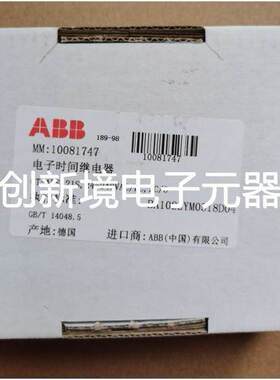 ABB
189-98
MM:10081747
10081747
电子时间继电器
创新境电子元器
GB/T 14048.5
产地:德国
进口商:ABB(中国)有限公司